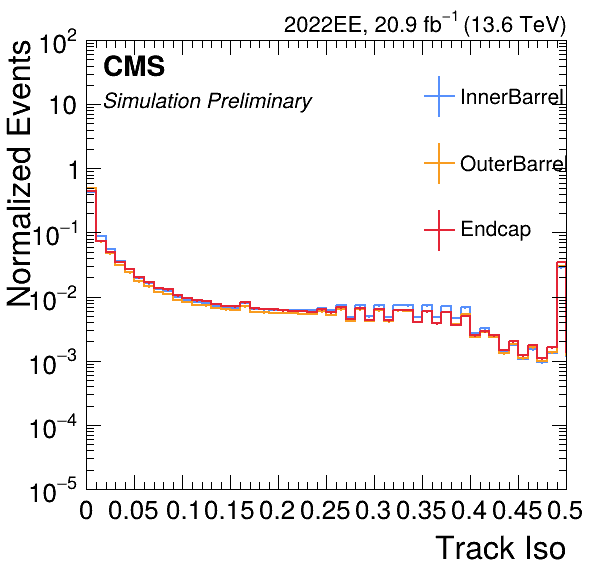 2022EE, 20.9 fb⁻¹ (13.6 TeV)
CMS
Simulation Preliminary
InnerBarrel
OuterBarrel
Endcap
Normalized Events
10²
10
1
10⁻¹
10⁻²
10⁻³
10⁻⁴
10⁻⁵
0 0.05 0.1 0.15 0.2 0.25 0.3 0.35 0.4 0.45 0.5
Track Iso